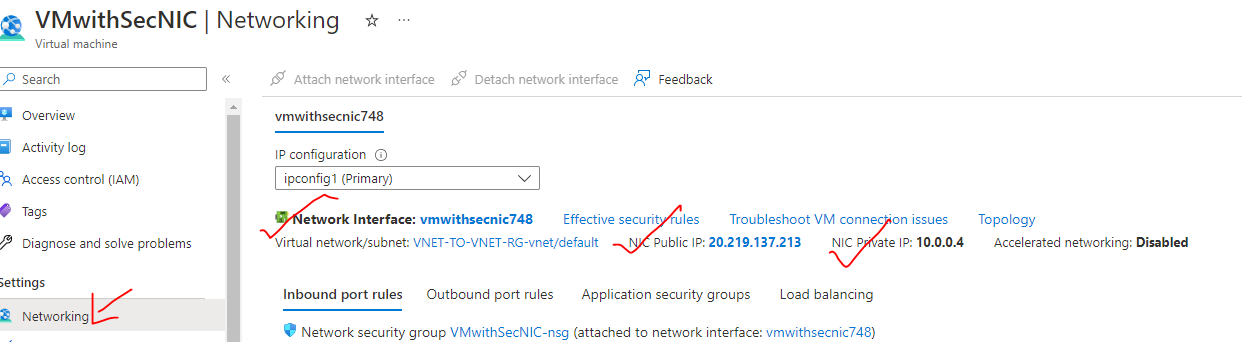 VMwithSecNIC | Networking ☆ ···
Virtual machine
Search «
Attach network interface Detach network interface Feedback
Overview
Activity log
Access control (IAM)
Tags
Diagnose and solve problems
Settings
Networking
vmwithsecnic748
IP configuration
ipconfig1 (Primary)
Network Interface: vmwithsecnic748 Effective security rules Troubleshoot VM connection issues Topology
Virtual network/subnet: VNET-TO-VNET-RG-vnet/default NIC Public IP: 20.219.137.213 NIC Private IP: 10.0.0.4 Accelerated networking: Disabled
Inbound port rules Outbound port rules Application security groups Load balancing
Network security group VMwithSecNIC-nsg (attached to network interface: vmwithsecnic748)